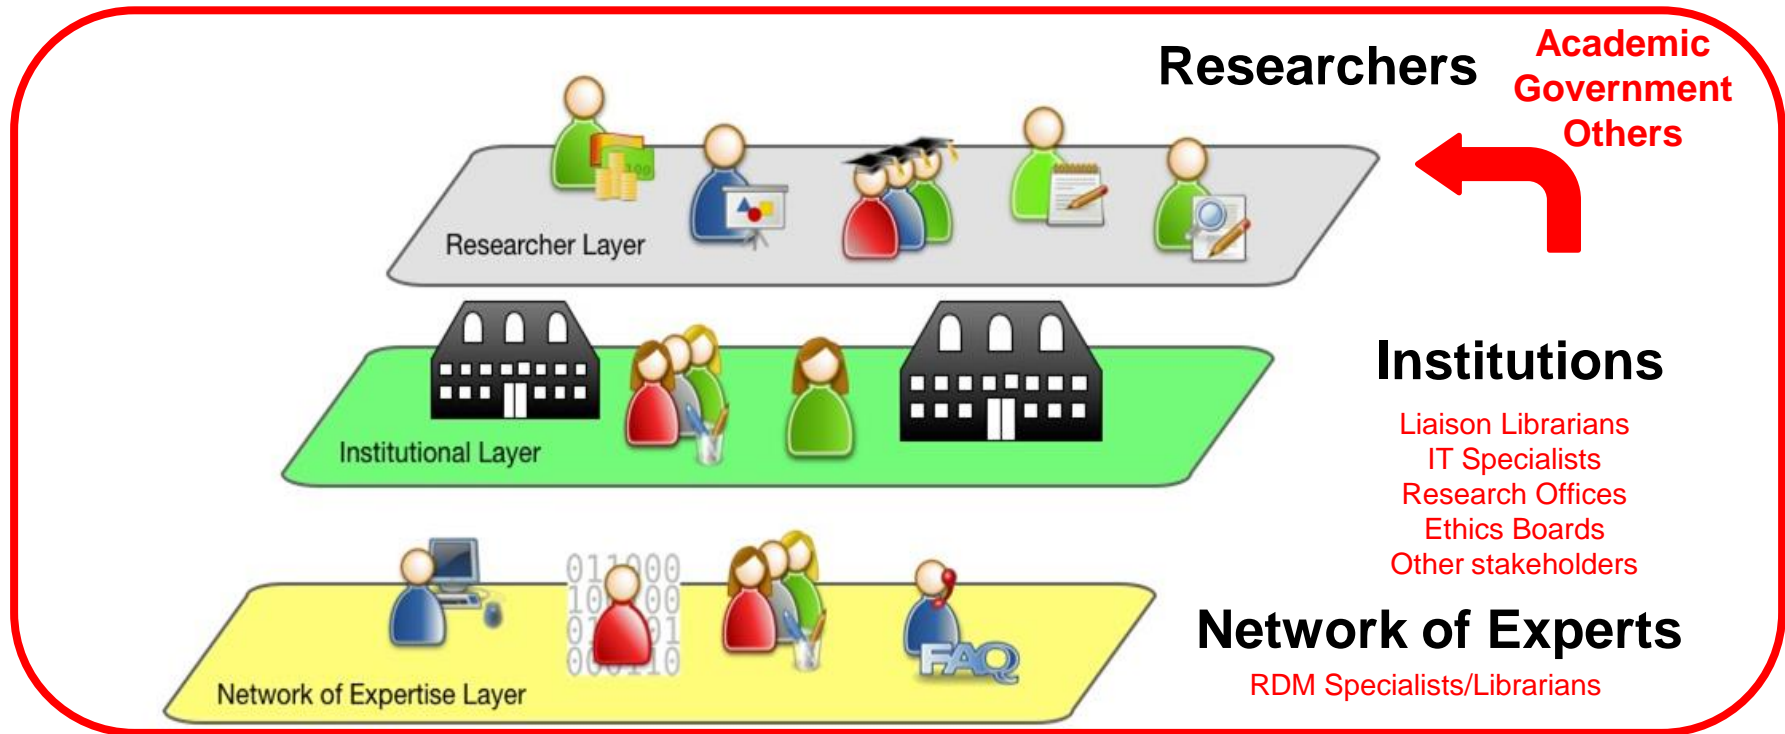 Researchers
Academic
Government
Others
100
Researcher Layer
Institutions
Liaison Librarians
IT Specialists
Research Offices
Ethics Boards
Other stakeholders
Institutional Layer
Network of Experts
RDM Specialists/Librarians
FAQ
Network of Expertise Layer